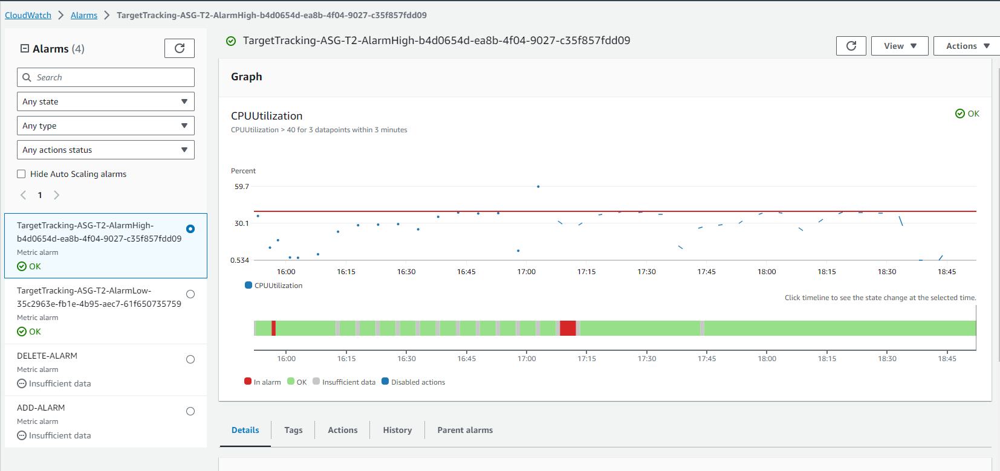 CloudWatch > Alarms > TargetTracking-ASG-T2-AlarmHigh-b4d0654d-ea8b-4f04-9027-c35f857fdd09
Alarms (4)
Search
Any state
Any type
Any actions status
Hide Auto Scaling alarms
1
TargetTracking-ASG-T2-AlarmHigh-
b4d0654d-ea8b-4f04-9027-c35f857fdd09
Metric alarm
OK
TargetTracking-ASG-T2-AlarmLow-
35c2963e-fb1e-4b95-aec7-61f650735759
Metric alarm
OK
DELETE-ALARM
Metric alarm
Insufficient data
ADD-ALARM
Metric alarm
Insufficient data
TargetTracking-ASG-T2-AlarmHigh-b4d0654d-ea8b-4f04-9027-c35f857fdd09
View
Actions
Graph
CPUUtilization
OK
CPUUtilization > 40 for 3 datapoints within 3 minutes
Percent
59.7
30.1
0.534
16:00 16:15 16:30 16:45 17:00 17:15 17:30 17:45 18:00 18:15 18:30 18:45
CPUUtilization
Click timeline to see the state change at the selected time.
16:00 16:15 16:30 16:45 17:00 17:15 17:30 17:45 18:00 18:15 18:30 18:45
In alarm OK Insufficient data Disabled actions
Details Tags Actions History Parent alarms